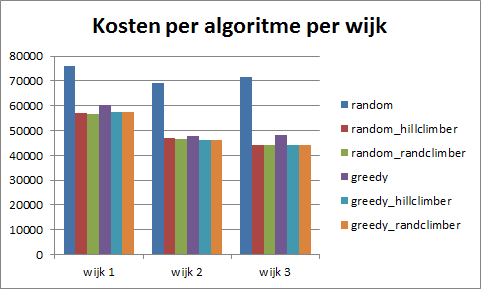 Kosten per algoritme per wijk
80000
70000
60000
50000
40000
30000
20000
10000
0
wijk 1
wijk 2
wijk 3
random
random_hillclimber
random_randclimber
greedy
greedy_hillclimber
greedy_randclimber